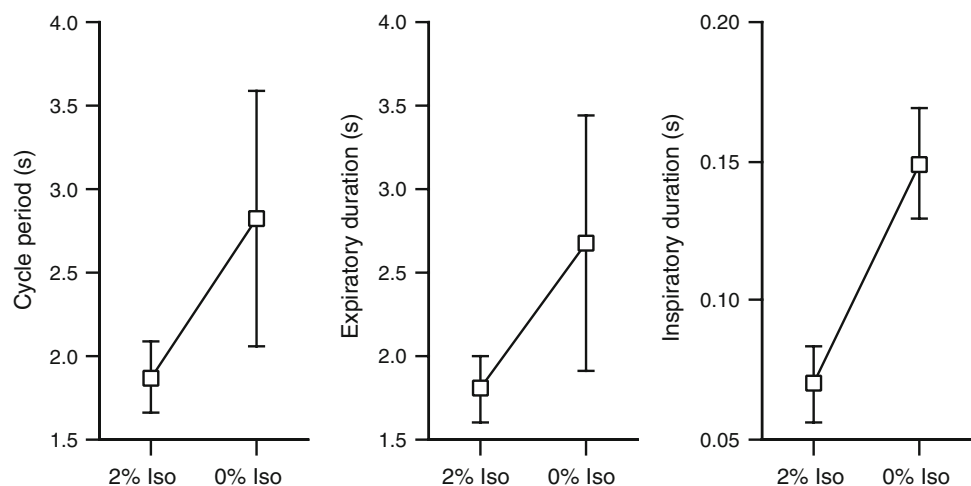 Cycle period (s)
4.0
3.5
3.0
2.5
2.0
1.5
2% Iso
0% Iso
Expiratory duration (s)
4.0
3.5
3.0
2.5
2.0
1.5
2% Iso
0% Iso
Inspiratory duration (s)
0.20
0.15
0.10
0.05
2% Iso
0% Iso